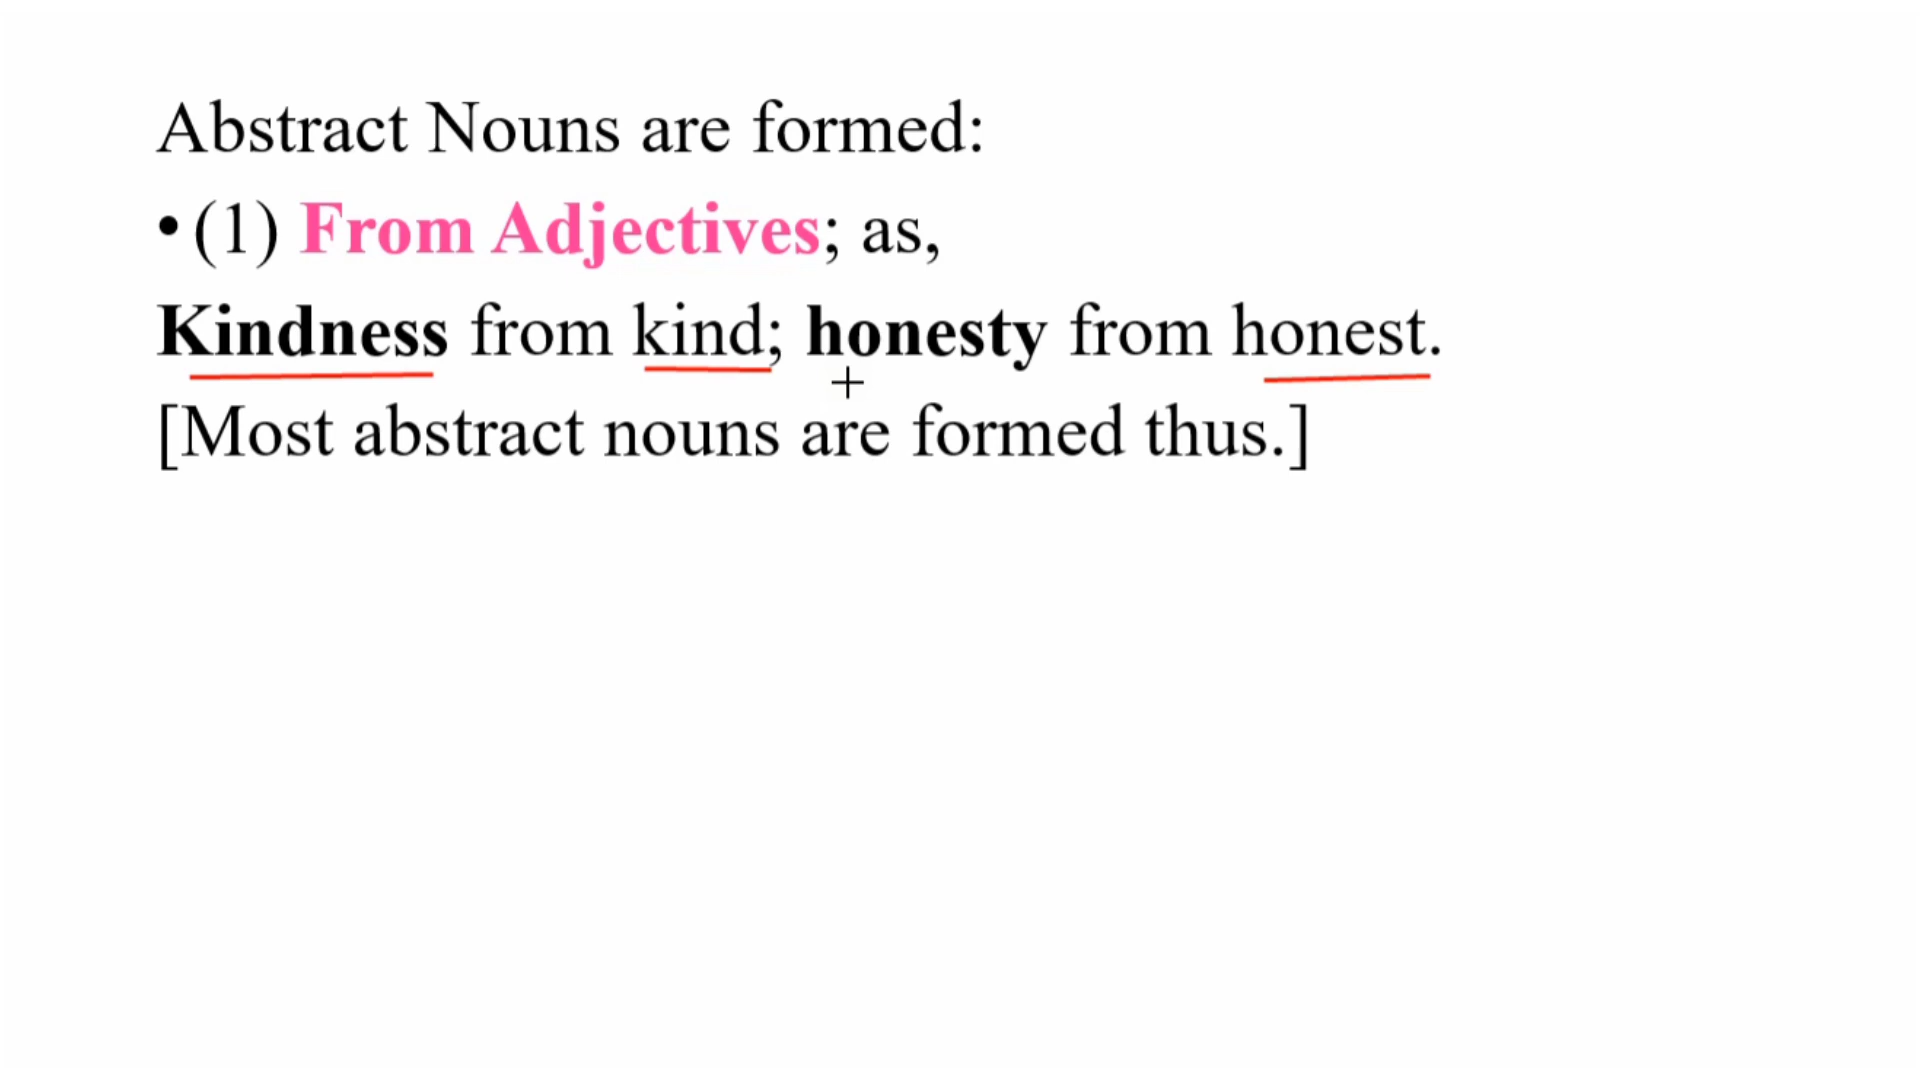 Abstract Nouns are formed:
• (1) From Adjectives; as,
Kindness from kind; honesty from honest.
[Most abstract nouns are formed thus.]